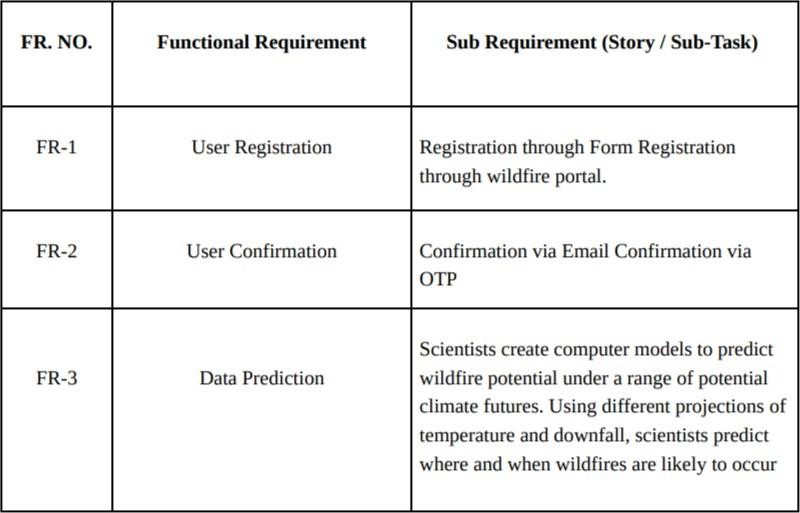 FR. NO. Functional Requirement Sub Requirement (Story / Sub-Task)
FR-1 User Registration Registration through Form Registration
through wildfire portal.
FR-2 User Confirmation Confirmation via Email Confirmation via
OTP
Scientists create computer models to predict
FR-3 Data Prediction wildfire potential under a range of potential
climate futures. Using different projections of
temperature and downfall, scientists predict
where and when wildfires are likely to occur